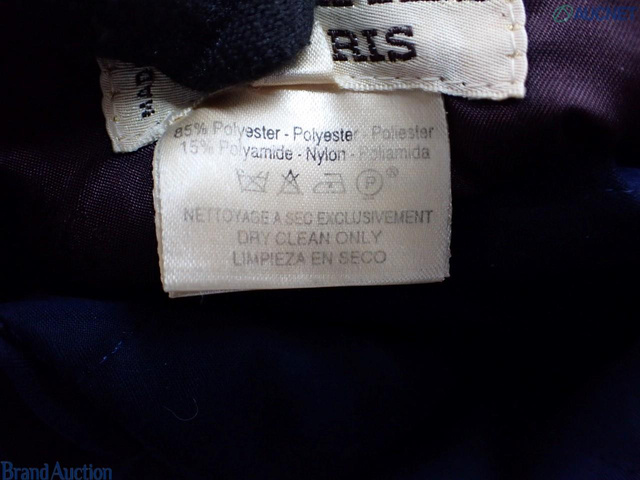 RIS
MAD
85% Polyester - Polyester - Poliester
15% Polyamide - Nylon - Poliamida
P®
NETTOYAGE A SEC EXCLUSIVEMENT
DRY CLEAN ONLY
LIMPIEZA EN SECO
Brand Auction